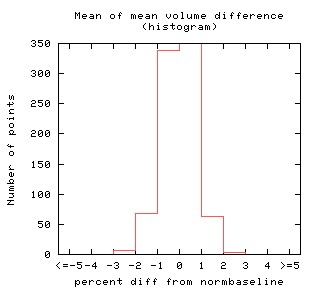 Mean of mean volume difference
(histogram)
350
300
250
200
150
100
50
0
Number of points
<=-5 -4 -3 -2 -1 0 1 2 3 4 >=5
percent diff from normbaseline